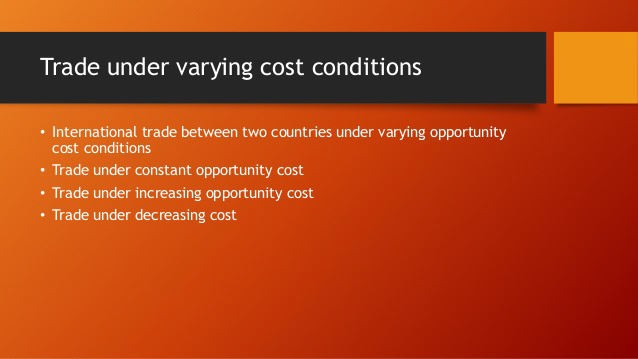 Trade under varying cost conditions
• International trade between two countries under varying opportunity
cost conditions
• Trade under constant opportunity cost
• Trade under increasing opportunity cost
• Trade under decreasing cost